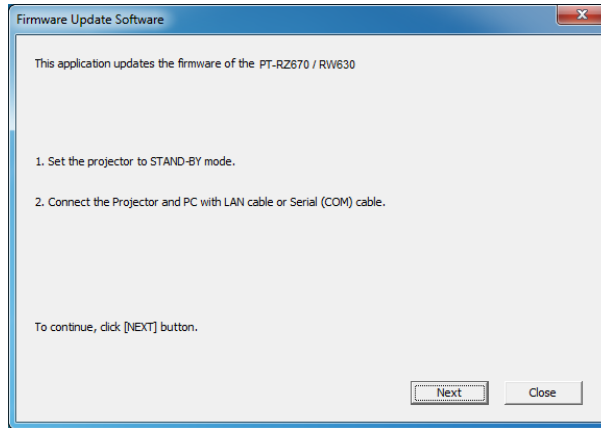 Firmware Update Software
This application updates the firmware of the PT-RZ670 / RW630
1. Set the projector to STAND-BY mode.
2. Connect the Projector and PC with LAN cable or Serial (COM) cable.
To continue, click [NEXT] button.
Next Close